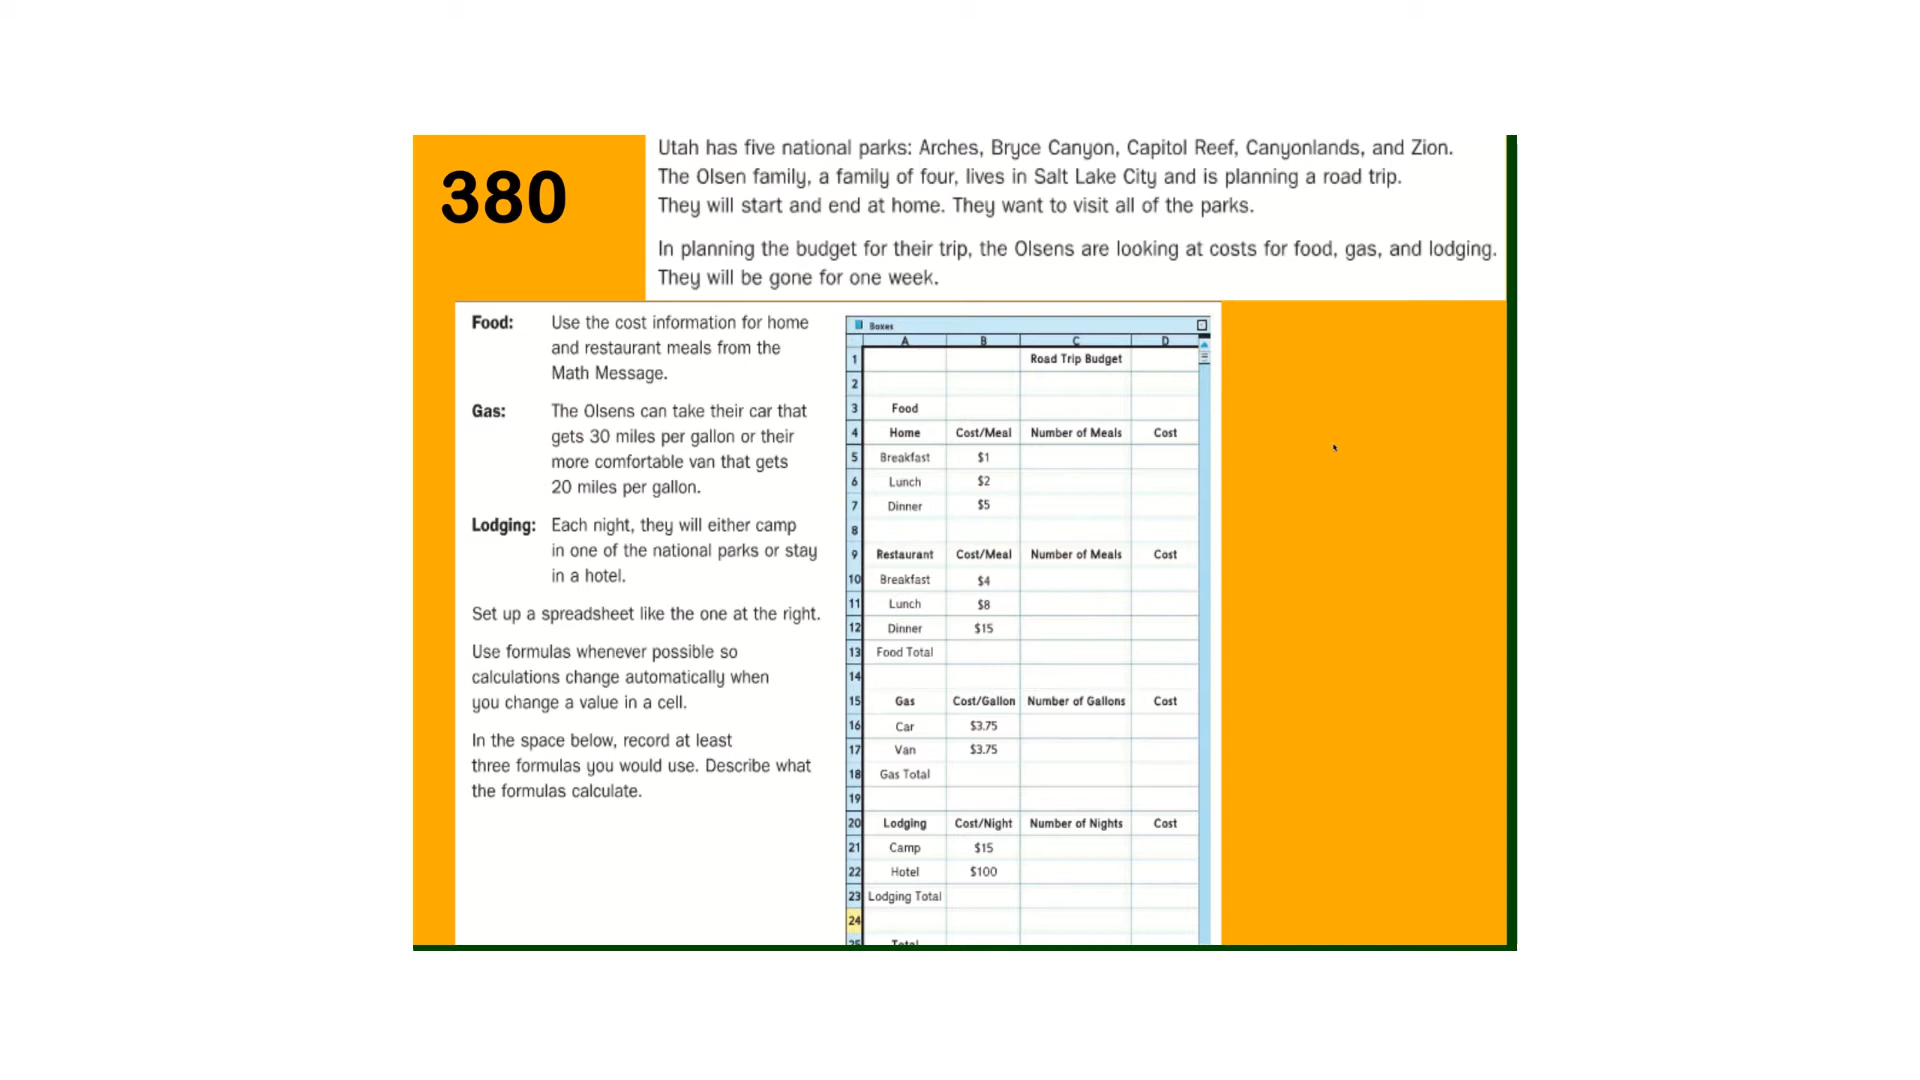 380
Utah has five national parks: Arches, Bryce Canyon, Capitol Reef, Canyonlands, and Zion.
The Olsen family, a family of four, lives in Salt Lake City and is planning a road trip.
They will start and end at home. They want to visit all of the parks.
In planning the budget for their trip, the Olsens are looking at costs for food, gas, and lodging.
They will be gone for one week.
Food: Use the cost information for home
and restaurant meals from the
Math Message.
Gas: The Olsens can take their car that
gets 30 miles per gallon or their
more comfortable van that gets
20 miles per gallon.
Lodging: Each night, they will either camp
in one of the national parks or stay
in a hotel.
Set up a spreadsheet like the one at the right.
Use formulas whenever possible so
calculations change automatically when
you change a value in a cell.
In the space below, record at least
three formulas you would use. Describe what
the formulas calculate.
Boxes
A B C D
1 Road Trip Budget
2
3 Food
4 Home Cost/Meal Number of Meals Cost
5 Breakfast $1
6 Lunch $2
7 Dinner $5
8
9 Restaurant Cost/Meal Number of Meals Cost
10 Breakfast $4
11 Lunch $8
12 Dinner $15
13 Food Total
14
15 Gas Cost/Gallon Number of Gallons Cost
16 Car $3.75
17 Van $3.75
18 Gas Total
19
20 Lodging Cost/Night Number of Nights Cost
21 Camp $15
22 Hotel $100
23 Lodging Total
24
25 Total